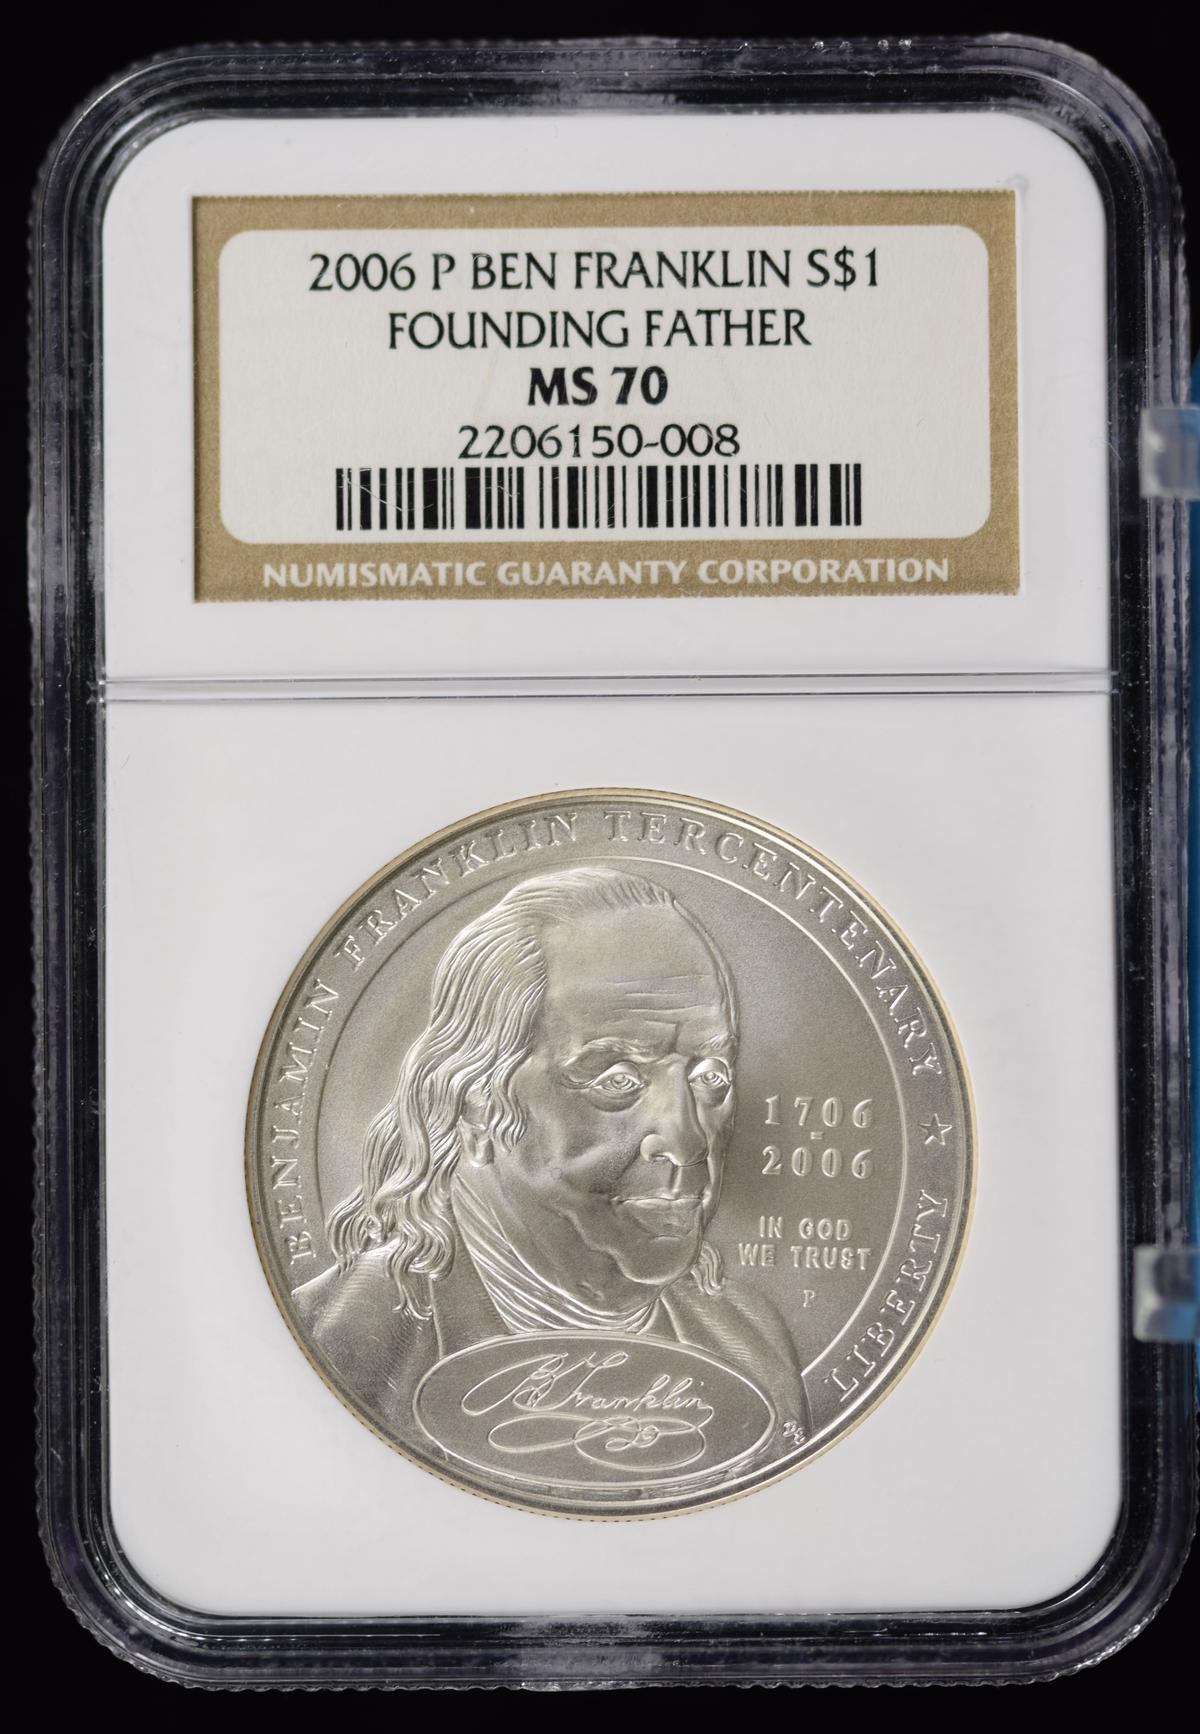 2006 P BEN FRANKLIN S$1
FOUNDING FATHER
MS 70
2206150-008
NUMISMATIC GUARANTY CORPORATION
BENJAMIN FRANKLIN TERCENTENARY ★ LIBERTY
1706
-
2006
IN GOD
WE TRUST
P
B Franklin